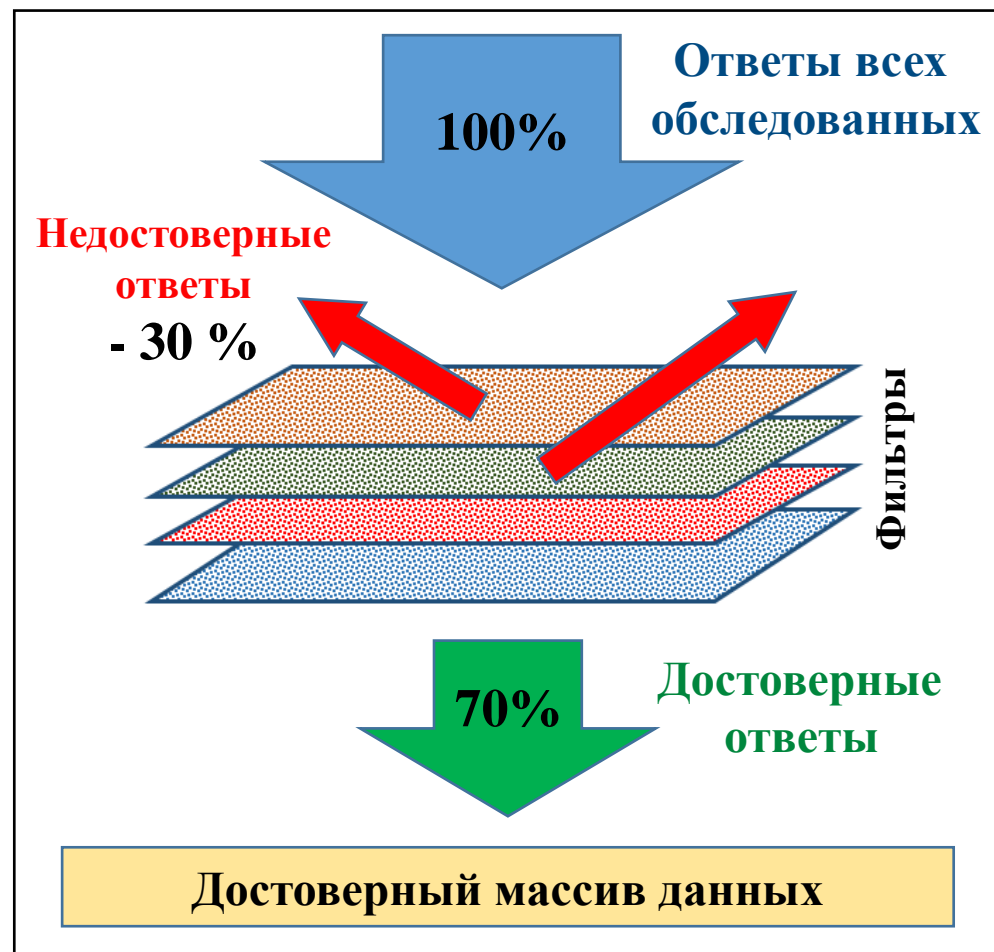 Ответы всех
обследованных
100%
Недостоверные
ответы
- 30 %
Фильтры
70%
Достоверные
ответы
Достоверный массив данных